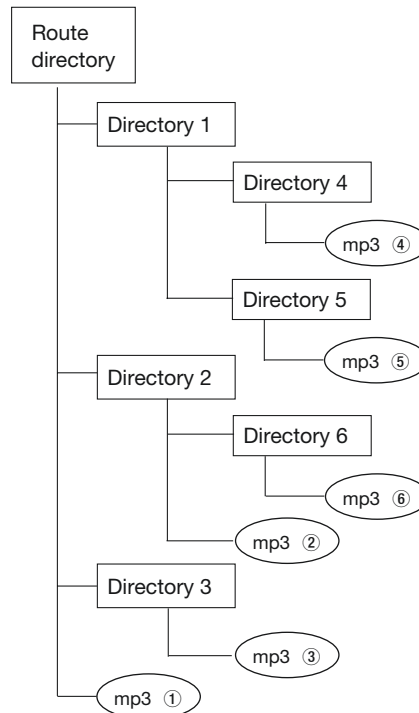 Route
directory
Directory 1
Directory 4
mp3 ④
Directory 5
mp3 ⑤
Directory 2
Directory 6
mp3 ⑥
mp3 ②
Directory 3
mp3 ③
mp3 ①